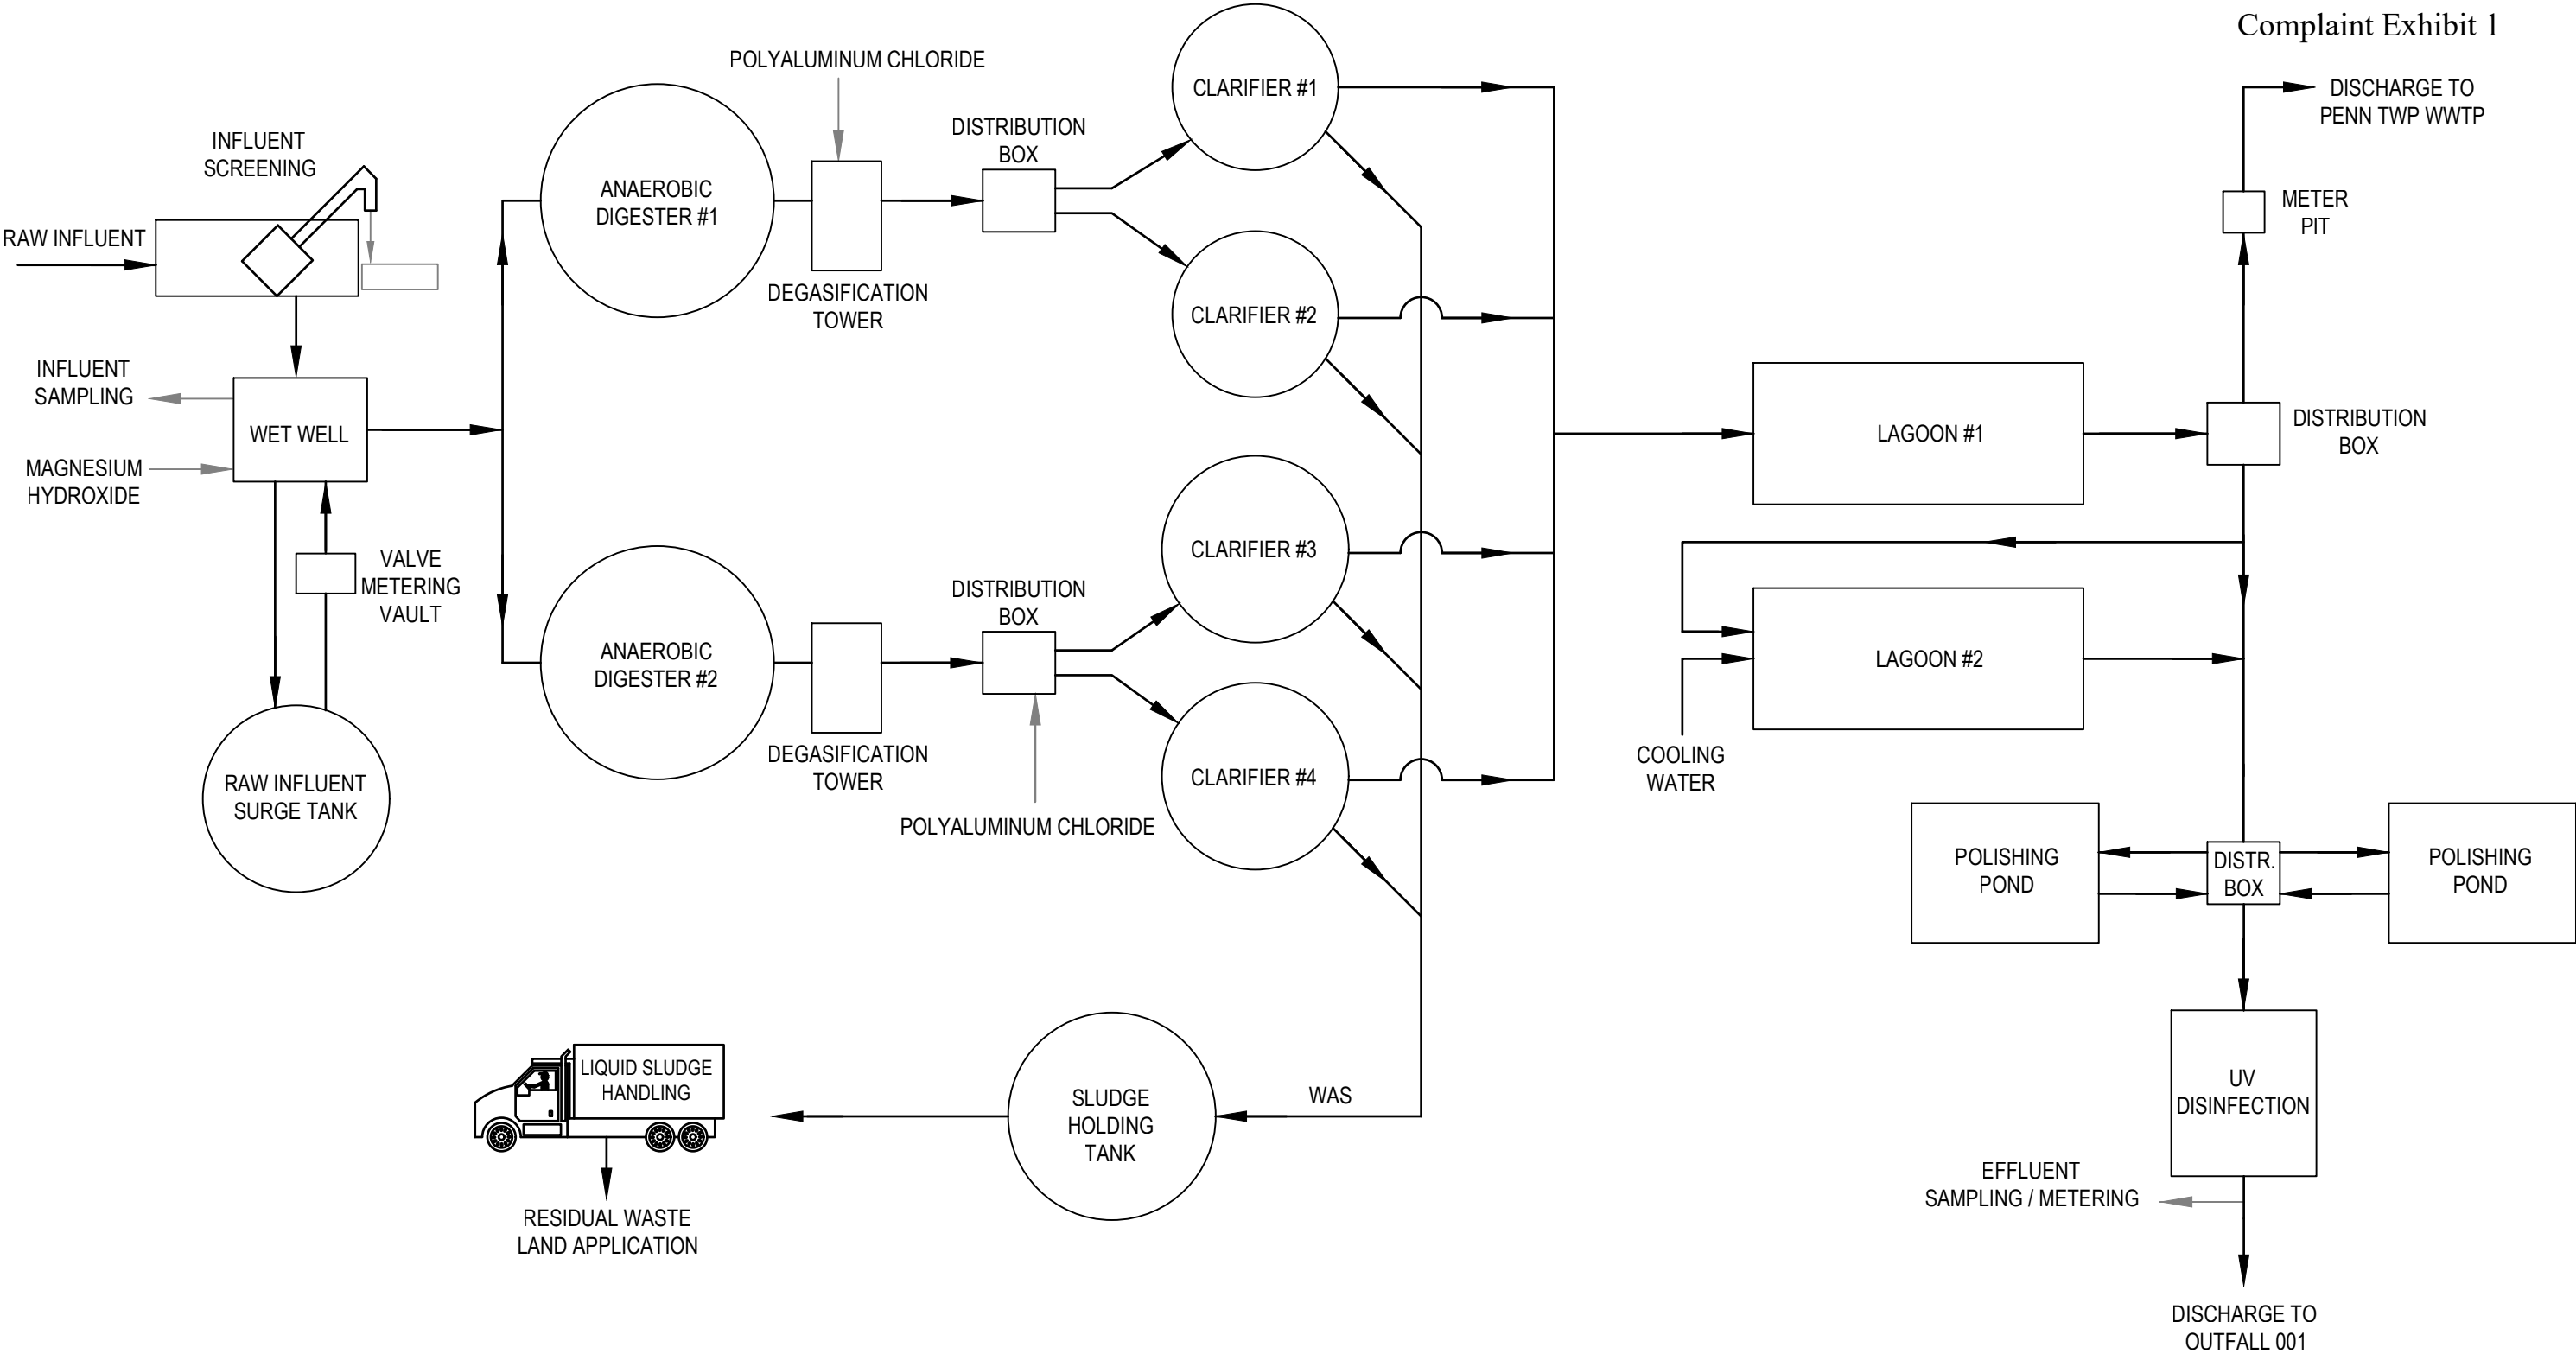 Complaint Exhibit 1
RAW INFLUENT
INFLUENT
SCREENING
INFLUENT
SAMPLING
MAGNESIUM
HYDROXIDE
WET WELL
VALVE
METERING
VAULT
RAW INFLUENT
SURGE TANK
ANAEROBIC
DIGESTER #1
POLYALUMINUM CHLORIDE
DEGASIFICATION
TOWER
DISTRIBUTION
BOX
CLARIFIER #1
CLARIFIER #2
ANAEROBIC
DIGESTER #2
DEGASIFICATION
TOWER
DISTRIBUTION
BOX
POLYALUMINUM CHLORIDE
CLARIFIER #3
CLARIFIER #4
WAS
SLUDGE
HOLDING
TANK
LIQUID SLUDGE
HANDLING
RESIDUAL WASTE
LAND APPLICATION
LAGOON #1
DISTRIBUTION
BOX
METER
PIT
DISCHARGE TO
PENN TWP WWTP
LAGOON #2
COOLING
WATER
POLISHING
POND
DISTR.
BOX
POLISHING
POND
UV
DISINFECTION
EFFLUENT
SAMPLING / METERING
DISCHARGE TO
OUTFALL 001